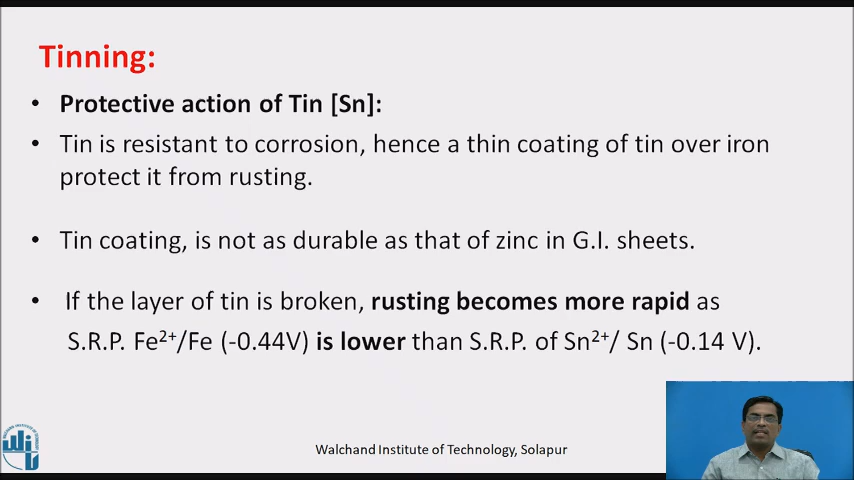 Tinning:
• Protective action of Tin [Sn]:
• Tin is resistant to corrosion, hence a thin coating of tin over iron
protect it from rusting.
• Tin coating, is not as durable as that of zinc in G.I. sheets.
• If the layer of tin is broken, rusting becomes more rapid as
S.R.P. Fe²⁺/Fe (-0.44V) is lower than S.R.P. of Sn²⁺/ Sn (-0.14 V).
Walchand Institute of Technology, Solapur